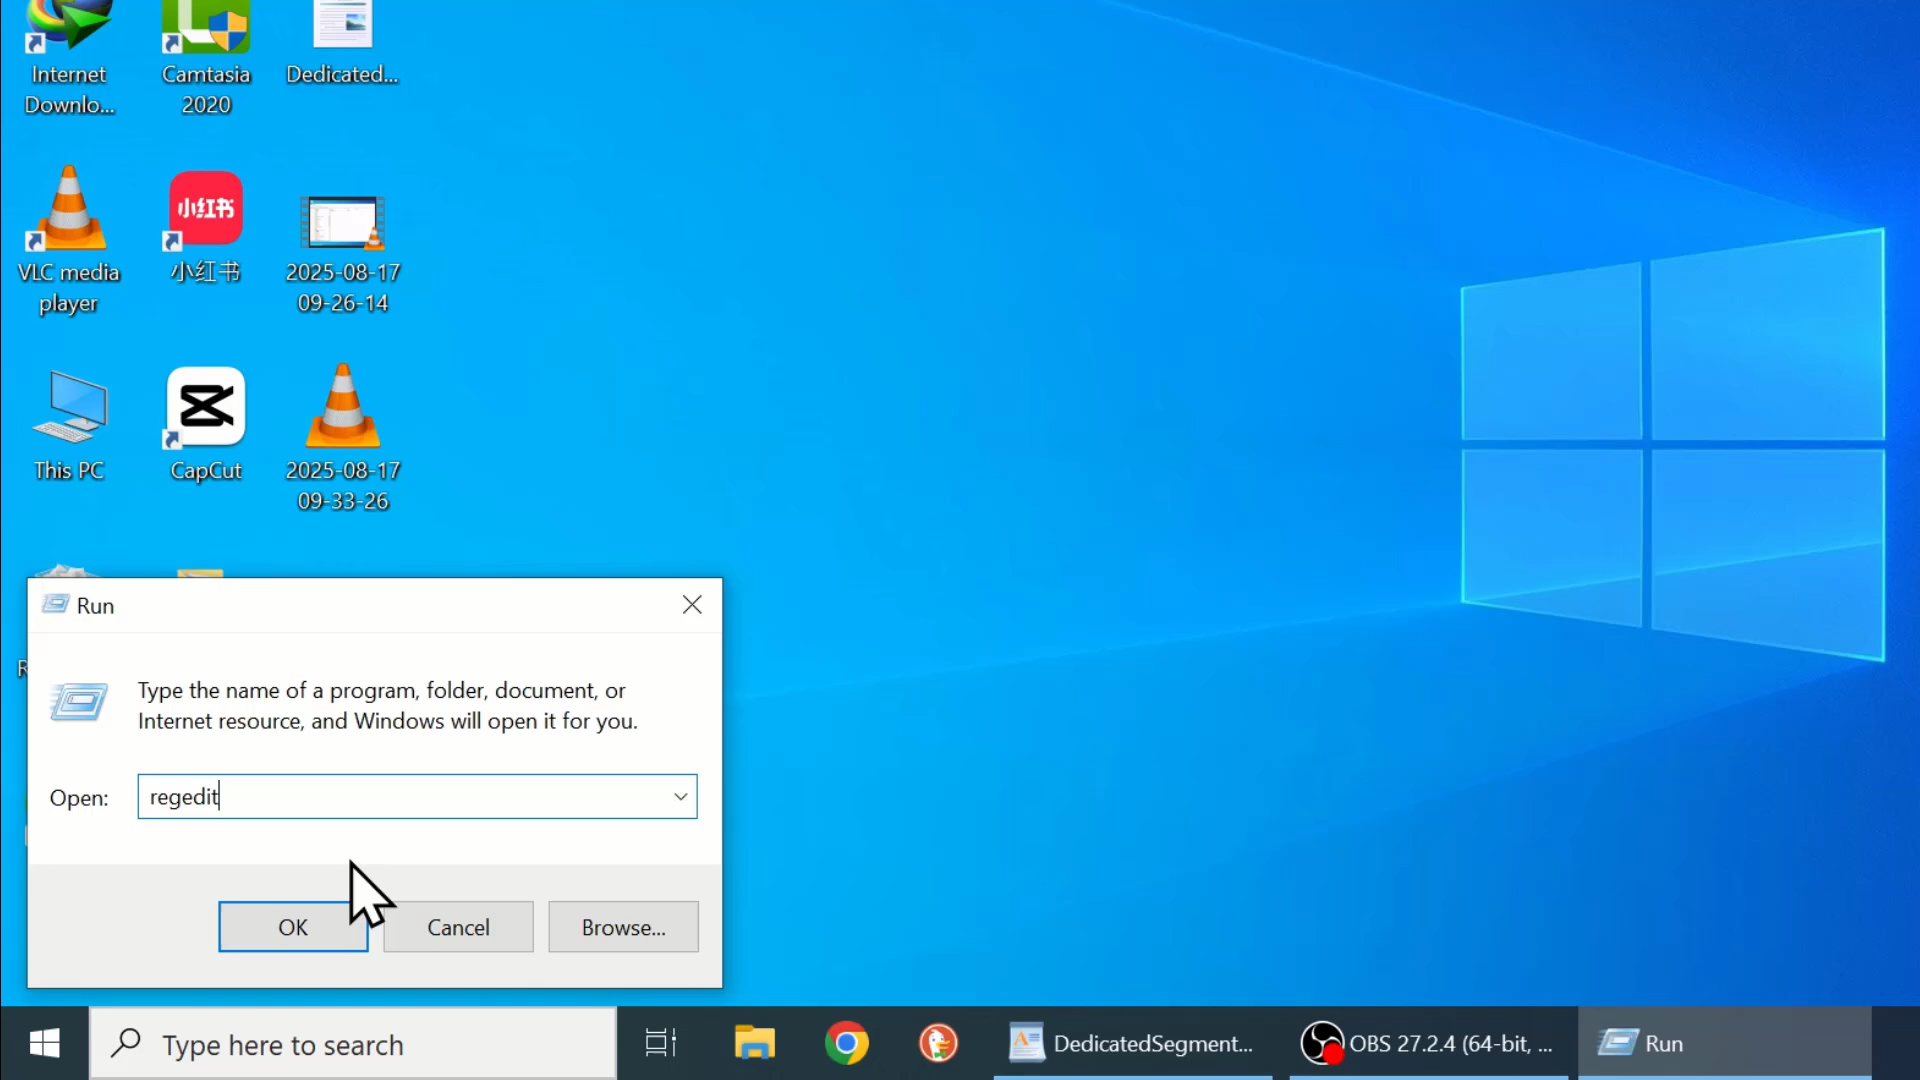 Internet
Downlo...
Camtasia
2020
Dedicated...
VLC media
player
小红书
小红书
2025-08-17
09-26-14
This PC
CapCut
2025-08-17
09-33-26
R
Run
Type the name of a program, folder, document, or
Internet resource, and Windows will open it for you.
Open:
regedit
OK
Cancel
Browse...
Type here to search
DedicatedSegment...
OBS 27.2.4 (64-bit, ...
Run